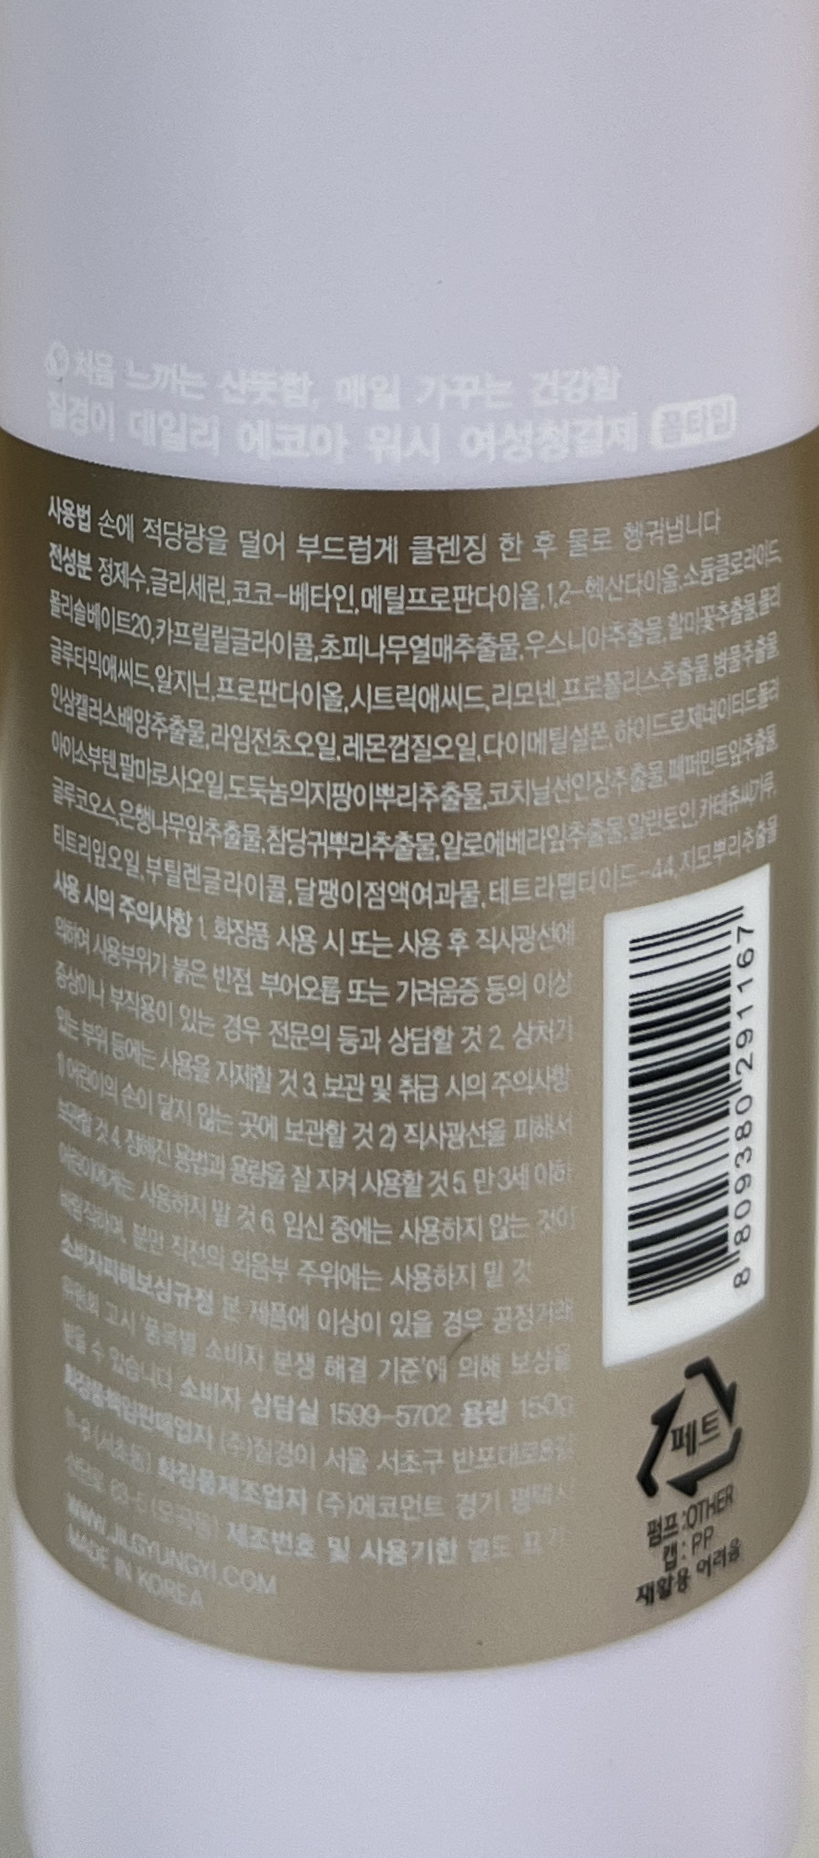 처음 느끼는 산뜻함, 매일 가꾸는 건강함
질경이 데일리 에코아 워시 여성청결제 올타임
사용법 손에 적당량을 덜어 부드럽게 클렌징 한 후 물로 헹궈냅니다
전성분 정제수,글리세린,코코-베타인,메틸프로판다이올,1,2-헥산다이올,소듐클로라이드,
폴리솔베이트20,카프릴릴글라이콜,초피나무열매추출물,우스니아추출물,할미꽃추출물,폴리
글루타믹애씨드,알지닌,프로판다이올,시트릭애씨드,리모넨,프로폴리스추출물,병풀추출물,
인삼캘러스배양추출물,라임전초오일,레몬껍질오일,다이메틸설폰,하이드로제네이티드폴리
아이소부텐,팔마로사오일,도둑놈의지팡이뿌리추출물,코치닐선인장추출물,페퍼민트잎추출물,
글루코오스,은행나무잎추출물,참당귀뿌리추출물,알로에베라잎추출물,알란토인,카테츄씨가루,
티트리잎오일,부틸렌글라이콜,달팽이점액여과물,테트라펩타이드-44,지모뿌리추출물
사용 시의 주의사항 1. 화장품 사용 시 또는 사용 후 직사광선에
의하여 사용부위가 붉은 반점, 부어오름 또는 가려움증 등의 이상
증상이나 부작용이 있는 경우 전문의 등과 상담할 것 2. 상처가
있는 부위 등에는 사용을 자제할 것 3. 보관 및 취급 시의 주의사항
1) 어린이의 손이 닿지 않는 곳에 보관할 것 2) 직사광선을 피해서
보관할 것 4. 정해진 용법과 용량을 잘 지켜 사용할 것 5. 만 3세 이하
어린이에게는 사용하지 말 것 6. 임신 중에는 사용하지 않는 것이
바람직하며, 분만 직전의 외음부 주위에는 사용하지 말 것
소비자피해보상규정 본 제품에 이상이 있을 경우 공정거래
위원회 고시 '품목별 소비자 분쟁 해결 기준'에 의해 보상을
받을 수 있습니다 소비자 상담실 1599-5702 용량 150g
화장품책임판매업자 (주)질경이 서울 서초구 반포대로8길
11-8 (서초동) 화장품제조업자 (주)에코먼트 경기 평택시
63-5 제조번호 및 사용기한 별도 표기
WWW.JILGYUNGYI.COM
MADE IN KOREA
8 809380 291167
페트
펌프:OTHER
캡:PP
재활용 어려움